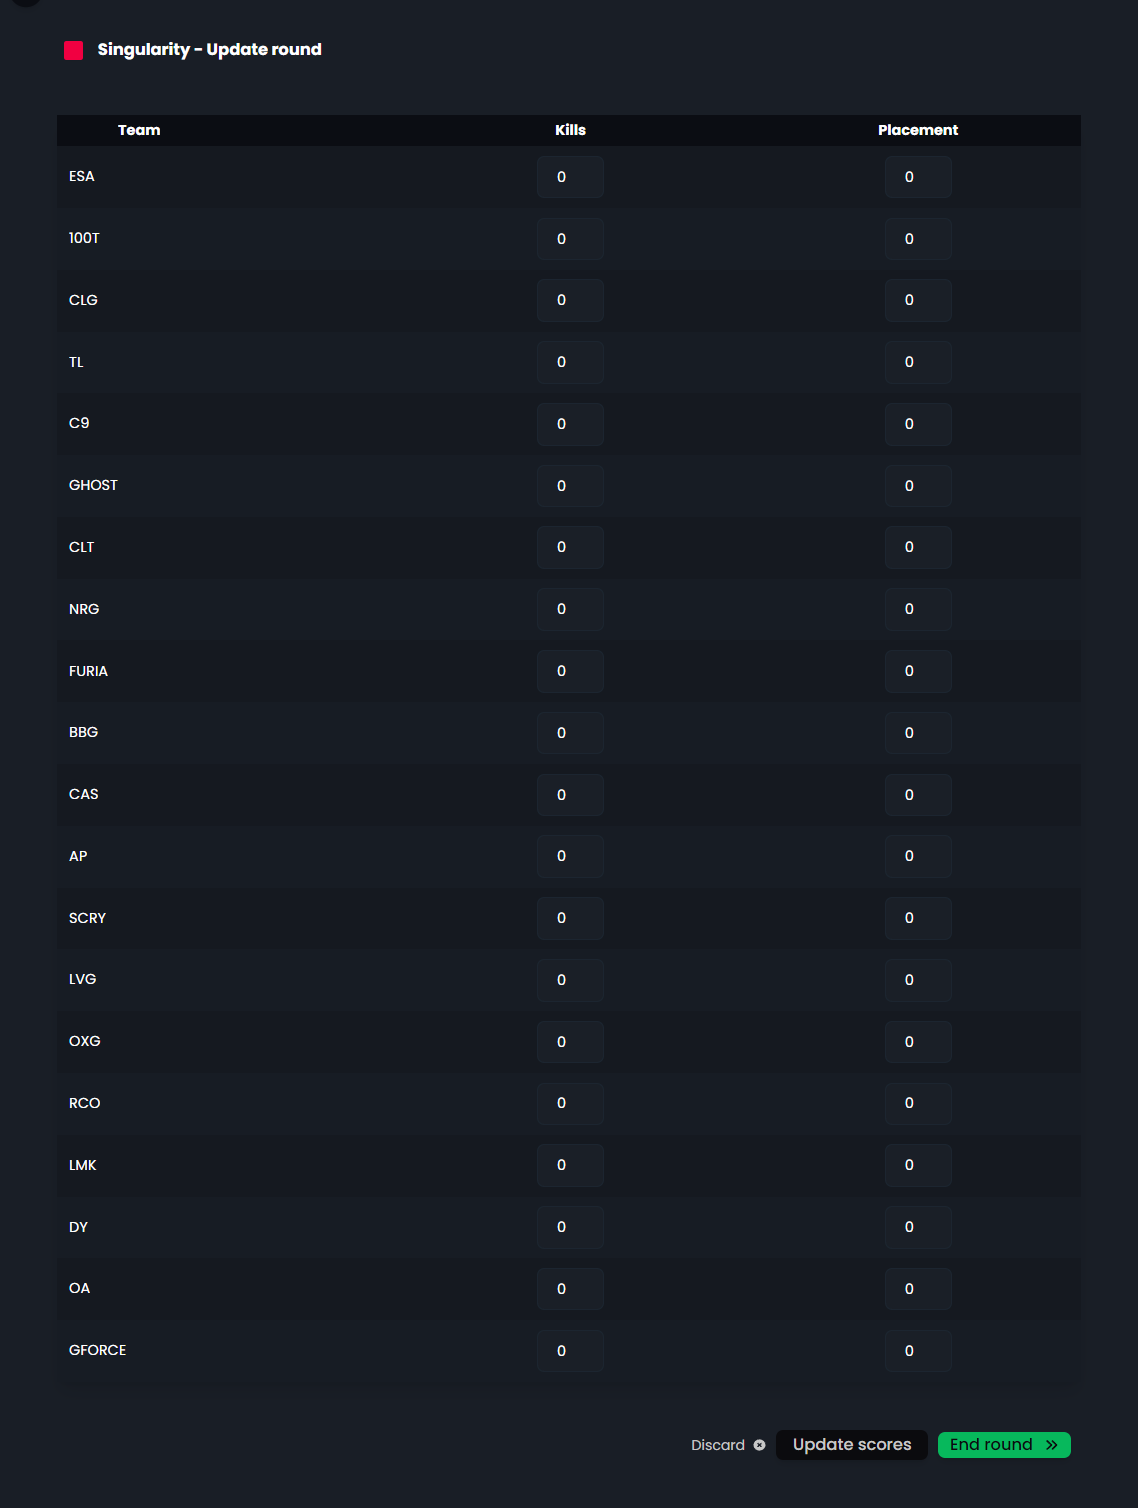 Singularity - Update round
Team Kills Placement
ESA 0 0
100T 0 0
CLG 0 0
TL 0 0
C9 0 0
GHOST 0 0
CLT 0 0
NRG 0 0
FURIA 0 0
BBG 0 0
CAS 0 0
AP 0 0
SCRY 0 0
LVG 0 0
OXG 0 0
RCO 0 0
LMK 0 0
DY 0 0
OA 0 0
GFORCE 0 0
Discard Update scores End round